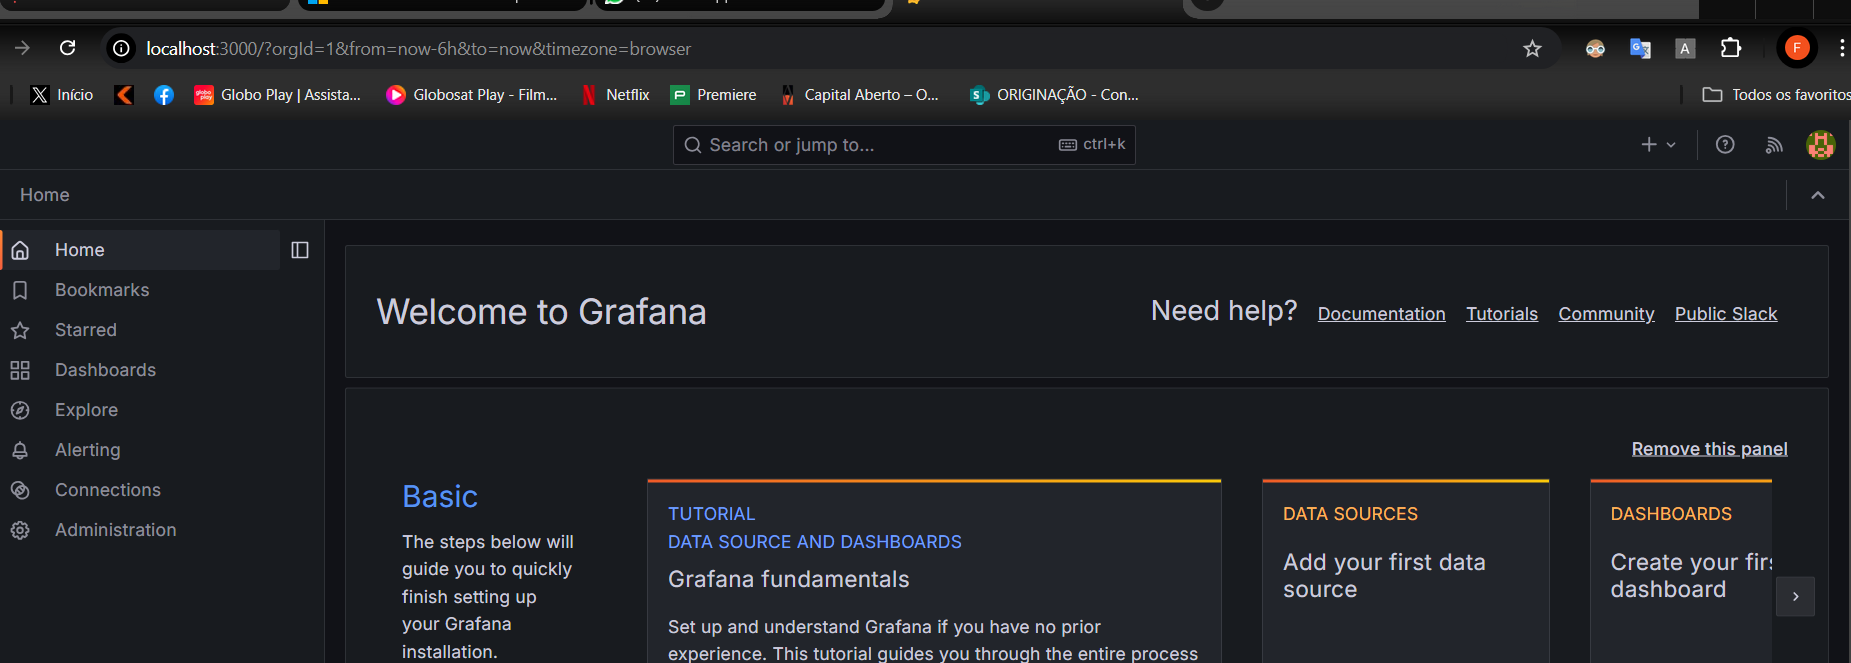 localhost:3000/?orgId=1&from=now-6h&to=now&timezone=browser
F
Início
globo play
Globo Play | Assista...
Globosat Play - Film...
Netflix
Premiere
Capital Aberto – O...
ORIGINAÇÃO - Con...
Todos os favoritos
Search or jump to...
ctrl+k
Home
Home
Bookmarks
Starred
Dashboards
Explore
Alerting
Connections
Administration
Welcome to Grafana
Need help?
Documentation
Tutorials
Community
Public Slack
Remove this panel
Basic
The steps below will
guide you to quickly
finish setting up
your Grafana
installation.
TUTORIAL
DATA SOURCE AND DASHBOARDS
Grafana fundamentals
Set up and understand Grafana if you have no prior
experience. This tutorial guides you through the entire process
DATA SOURCES
Add your first data
source
DASHBOARDS
Create your firs
dashboard